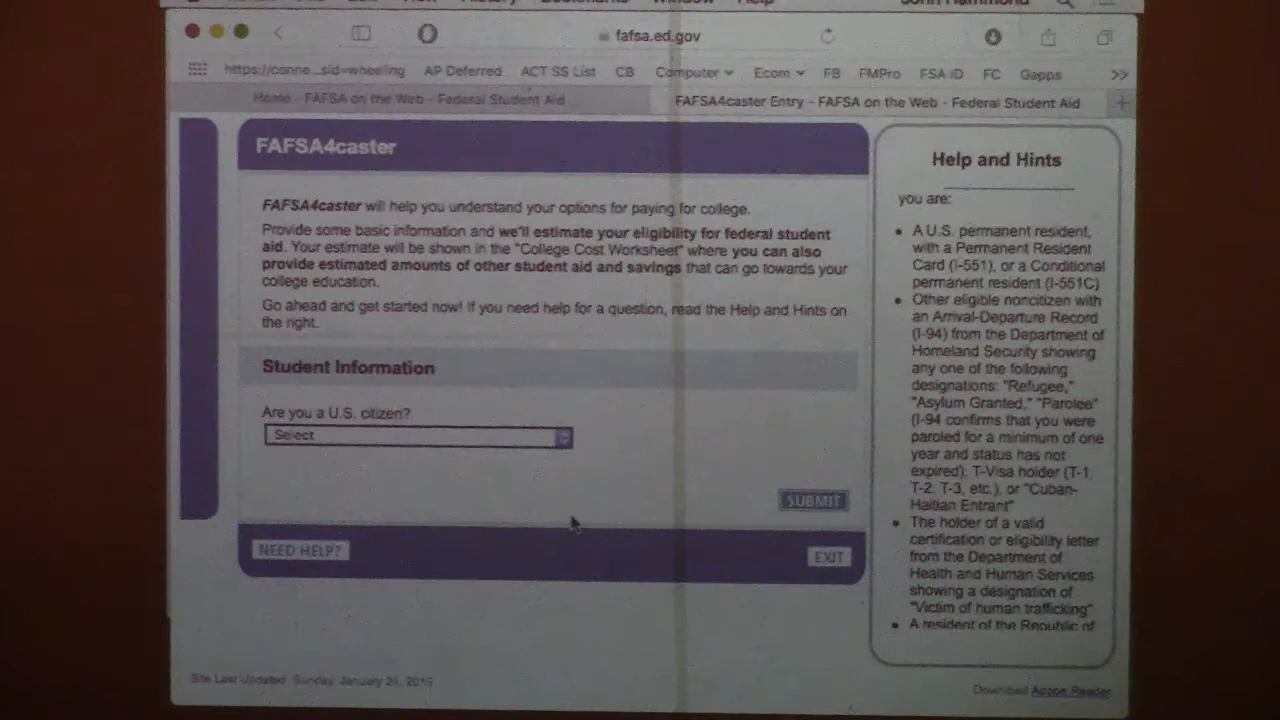 History
Bookmarks
Window
Help
John Hammond
fafsa.ed.gov
https://conne...sid=wheeling AP Deferred ACT SS List CB Computer Ecom FB FMPro FSA ID FC Gapps >>
Home - FAFSA on the Web - Federal Student Aid
FAFSA4caster Entry - FAFSA on the Web - Federal Student Aid
FAFSA4caster
FAFSA4caster will help you understand your options for paying for college.
Provide some basic information and we'll estimate your eligibility for federal student
aid. Your estimate will be shown in the "College Cost Worksheet" where you can also
provide estimated amounts of other student aid and savings that can go towards your
college education.
Go ahead and get started now! If you need help for a question, read the Help and Hints on
the right.
Student Information
Are you a U.S. citizen?
Select
SUBMIT
NEED HELP?
EXIT
Help and Hints
you are:
• A U.S. permanent resident,
with a Permanent Resident
Card (I-551), or a Conditional
permanent resident (I-551C)
• Other eligible noncitizen with
an Arrival-Departure Record
(I-94) from the Department of
Homeland Security showing
any one of the following
designations: "Refugee,"
"Asylum Granted," "Parolee"
(I-94 confirms that you were
paroled for a minimum of one
year and status has not
expired), T-Visa holder (T-1,
T-2, T-3, etc.), or "Cuban-
Haitian Entrant"
• The holder of a valid
certification or eligibility letter
from the Department of
Health and Human Services
showing a designation of
"Victim of human trafficking"
• A resident of the Republic of
Site Last Updated: Sunday, January 24,
Download Adobe Reader